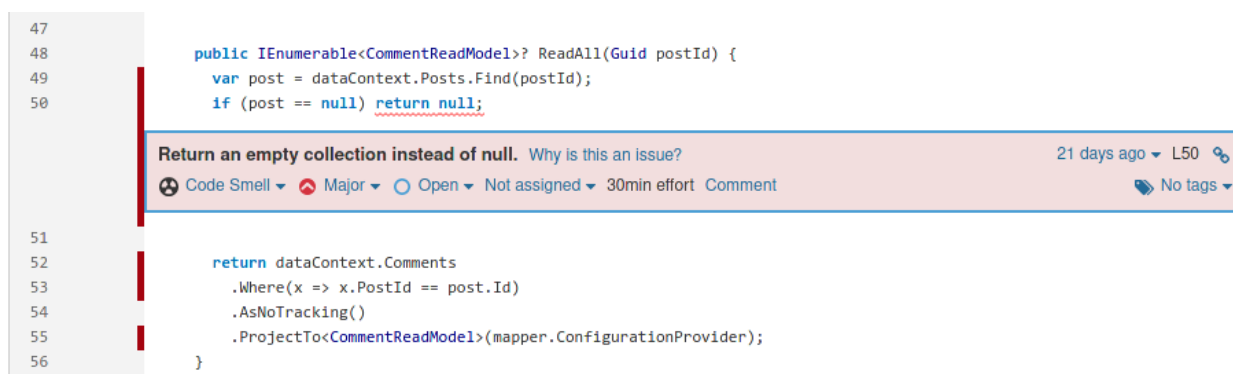 47
48 public IEnumerable<CommentReadModel>? ReadAll(Guid postId) {
49 var post = dataContext.Posts.Find(postId);
50 if (post == null) return null;
Return an empty collection instead of null. Why is this an issue? 21 days ago L50
Code Smell Major Open Not assigned 30min effort Comment No tags
51
52 return dataContext.Comments
53 .Where(x => x.PostId == post.Id)
54 .AsNoTracking()
55 .ProjectTo<CommentReadModel>(mapper.ConfigurationProvider);
56 }